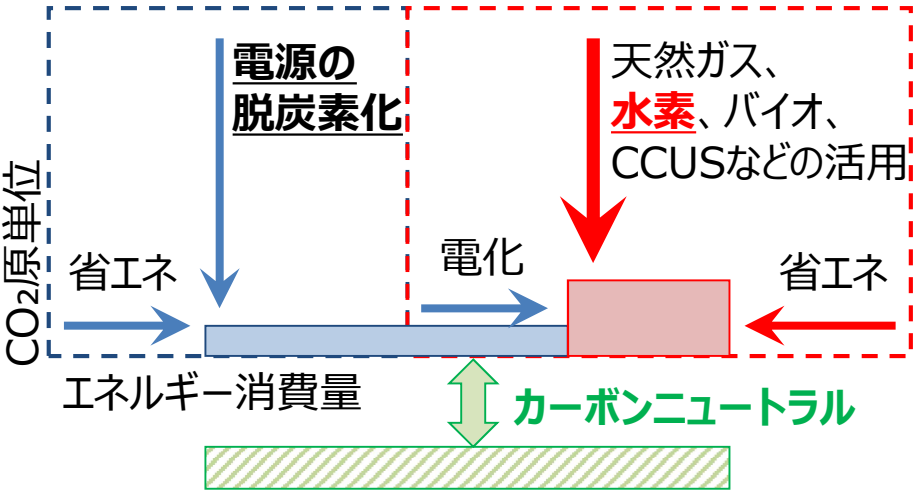 電源の
脱炭素化
天然ガス、
水素、バイオ、
CCUSなどの活用
CO₂原単位
省エネ
電化
省エネ
エネルギー消費量
カーボンニュートラル